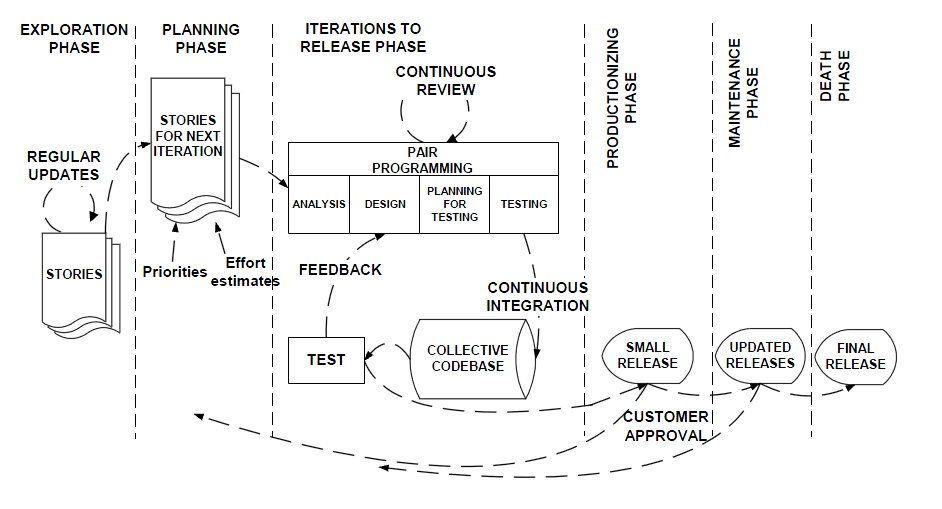 EXPLORATION
PHASE
PLANNING
PHASE
ITERATIONS TO
RELEASE PHASE
PRODUCTIONIZING
PHASE
MAINTENANCE
PHASE
DEATH
PHASE
CONTINUOUS
REVIEW
STORIES
FOR NEXT
ITERATION
REGULAR
UPDATES
STORIES
Priorities
Effort
estimates
PAIR
PROGRAMMING
ANALYSIS
DESIGN
PLANNING
FOR
TESTING
TESTING
FEEDBACK
CONTINUOUS
INTEGRATION
TEST
COLLECTIVE
CODEBASE
SMALL
RELEASE
UPDATED
RELEASES
FINAL
RELEASE
CUSTOMER
APPROVAL